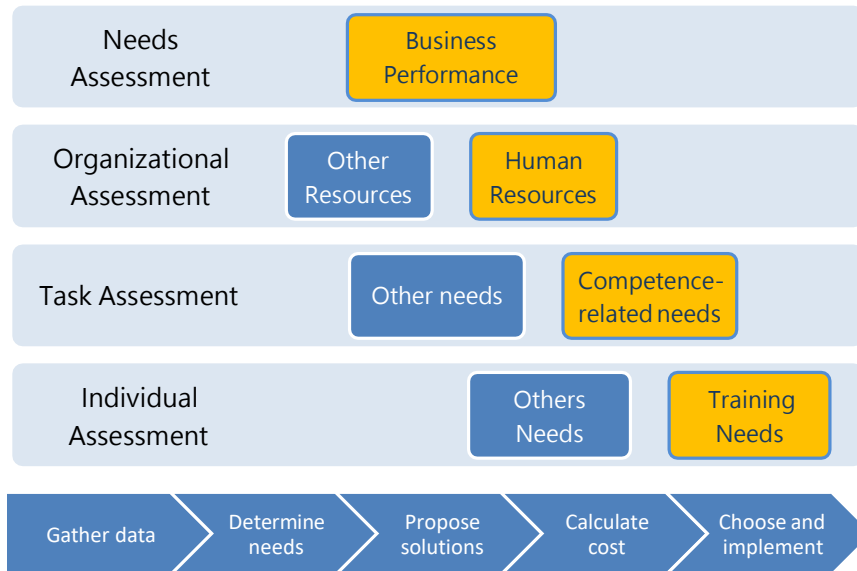 Needs
Assessment
Business
Performance
Organizational
Assessment
Other
Resources
Human
Resources
Task Assessment
Other needs
Competence-
related needs
Individual
Assessment
Others
Needs
Training
Needs
Gather data
Determine
needs
Propose
solutions
Calculate
cost
Choose and
implement